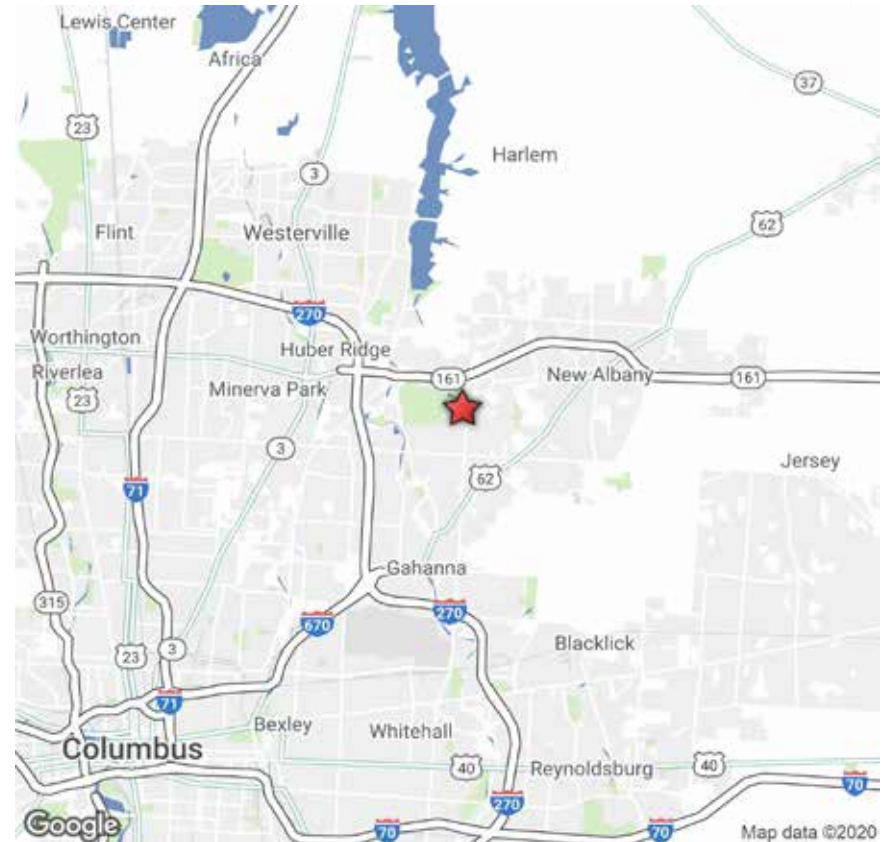 Lewis Center
Africa
37
23
Harlem
3
62
Flint
Westerville
270
Worthington
Huber Ridge
Riverlea
161
New Albany
161
Minerva Park
23
3
Jersey
62
71
Gahanna
315
270
670
Blacklick
3
23
71
Bexley
Whitehall
Columbus
40
Reynoldsburg
40
70
270
Google
70
70
Map data ©2020